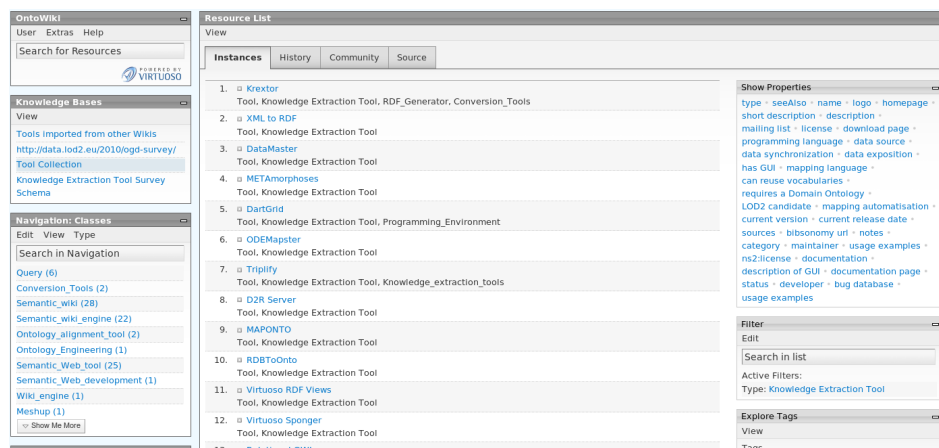 OntoWiki
User Extras Help
Search for Resources
POWERED BY
VIRTUOSO
Knowledge Bases
View
Tools imported from other Wikis
http://data.lod2.eu/2010/ogd-survey/
Tool Collection
Knowledge Extraction Tool Survey
Schema
Navigation: Classes
Edit View Type
Search in Navigation
Query (6)
Conversion_Tools (2)
Semantic_wiki (28)
Semantic_wiki_engine (22)
Ontology_alignment_tool (2)
Ontology_Engineering (1)
Semantic_Web_tool (25)
Semantic_Web_development (1)
Wiki_engine (1)
Meshup (1)
Show Me More
Resource List
View
Instances History Community Source
1. Krextor
Tool, Knowledge Extraction Tool, RDF_Generator, Conversion_Tools
2. XML to RDF
Tool, Knowledge Extraction Tool
3. DataMaster
Tool, Knowledge Extraction Tool
4. METAmorphoses
Tool, Knowledge Extraction Tool
5. DartGrid
Tool, Knowledge Extraction Tool, Programming_Environment
6. ODEMapster
Tool, Knowledge Extraction Tool
7. Triplify
Tool, Knowledge Extraction Tool, Knowledge_extraction_tools
8. D2R Server
Tool, Knowledge Extraction Tool
9. MAPONTO
Tool, Knowledge Extraction Tool
10. RDBToOnto
Tool, Knowledge Extraction Tool
11. Virtuoso RDF Views
Tool, Knowledge Extraction Tool
12. Virtuoso Sponger
Tool, Knowledge Extraction Tool
Show Properties
type • seeAlso • name • logo • homepage •
short description • description •
mailing list • license • download page •
programming language • data source •
data synchronization • data exposition •
has GUI • mapping language •
can reuse vocabularies •
requires a Domain Ontology •
LOD2 candidate • mapping automatisation •
current version • current release date •
sources • bibsonomy url • notes •
category • maintainer • usage examples •
ns2:license • documentation •
description of GUI • documentation page •
status • developer • bug database •
usage examples
Filter
Edit
Search in list
Active Filters:
Type: Knowledge Extraction Tool
Explore Tags
View
Tags